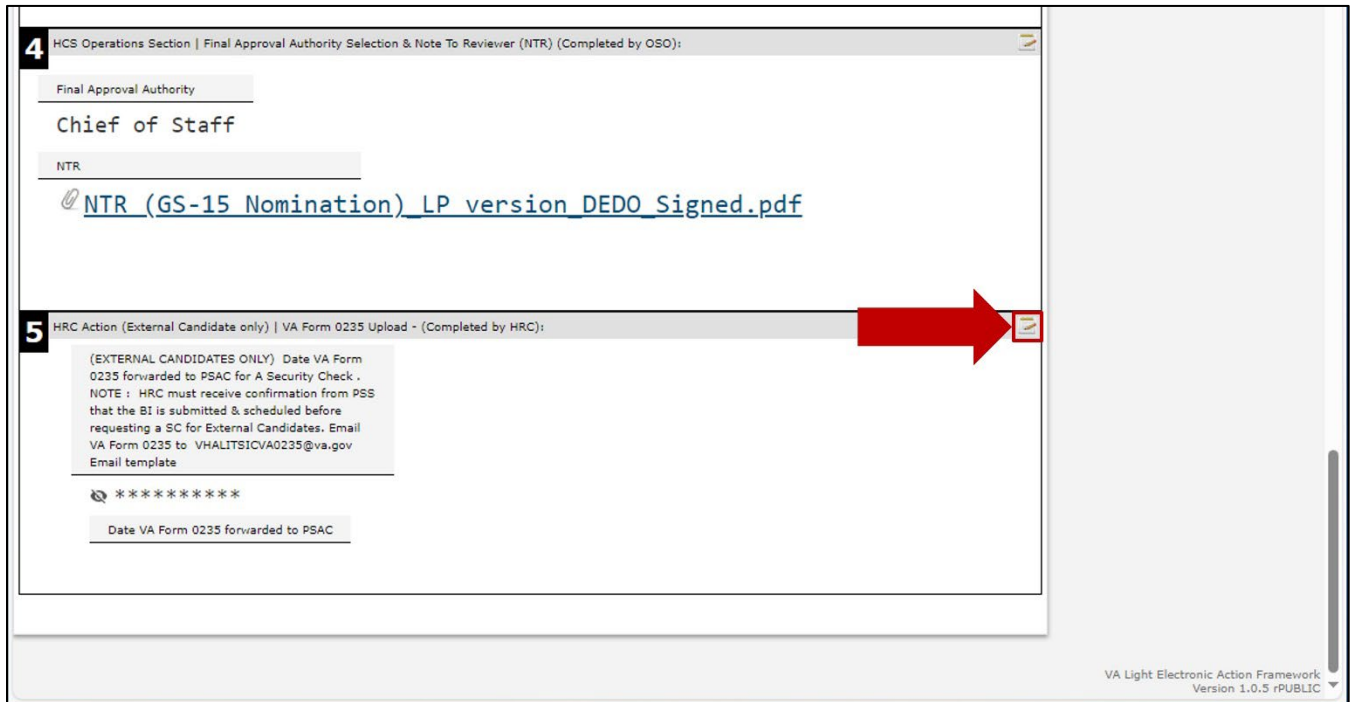 4
HCS Operations Section | Final Approval Authority Selection & Note To Reviewer (NTR) (Completed by OSO):
Final Approval Authority
Chief of Staff
NTR
NTR (GS-15 Nomination)_LP version_DEDO_Signed.pdf
5
HRC Action (External Candidate only) | VA Form 0235 Upload - (Completed by HRC):
(EXTERNAL CANDIDATES ONLY) Date VA Form
0235 forwarded to PSAC for A Security Check .
NOTE : HRC must receive confirmation from PSS
that the BI is submitted & scheduled before
requesting a SC for External Candidates. Email
VA Form 0235 to VHALITSICVA0235@va.gov
Email template
**********
Date VA Form 0235 forwarded to PSAC
VA Light Electronic Action Framework
Version 1.0.5 rPUBLIC